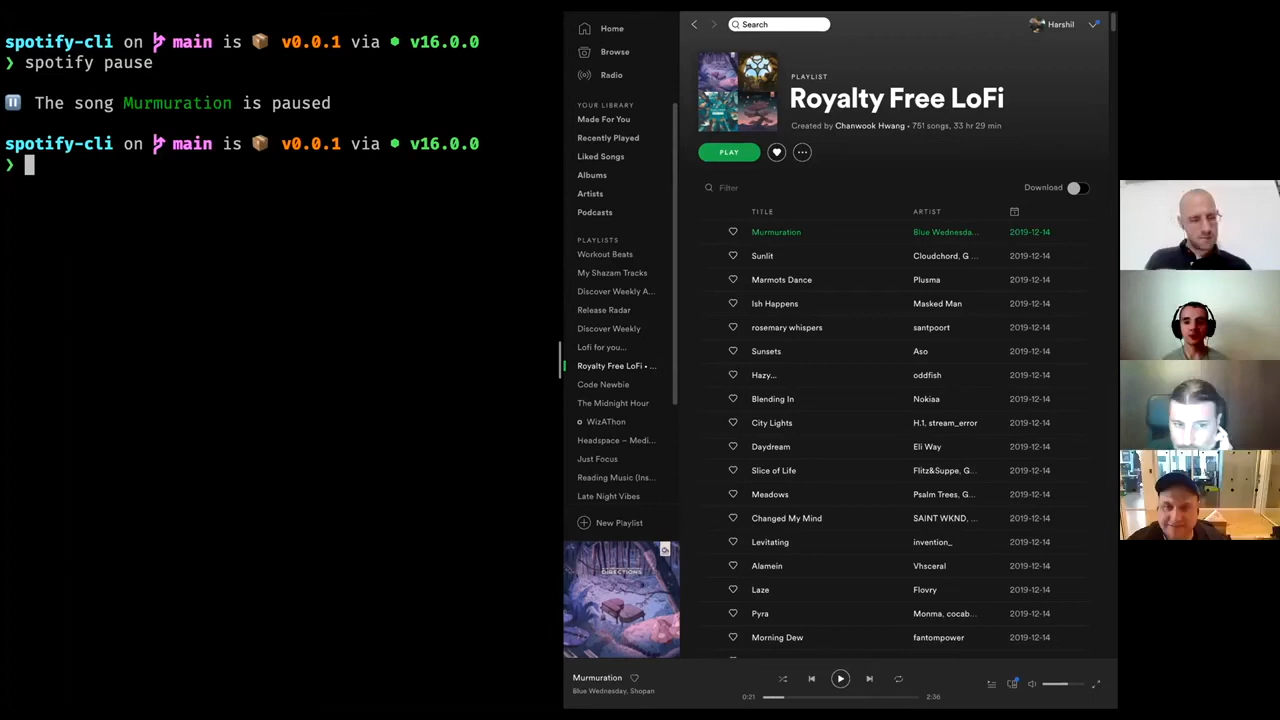 spotify-cli on main is v0.0.1 via v16.0.0
❯ spotify pause
The song Murmuration is paused
spotify-cli on main is v0.0.1 via v16.0.0
❯
Home
Browse
Radio
YOUR LIBRARY
Made For You
Recently Played
Liked Songs
Albums
Artists
Podcasts
PLAYLISTS
Workout Beats
My Shazam Tracks
Discover Weekly A...
Release Radar
Discover Weekly
Lofi for you...
Royalty Free LoFi • ...
Code Newbie
The Midnight Hour
WizAThon
Headspace – Medi...
Just Focus
Reading Music (Ins...
Late Night Vibes
New Playlist
DIRECTIONS
Search
Harshil
PLAYLIST
Royalty Free LoFi
Created by Chanwook Hwang • 751 songs, 33 hr 29 min
PLAY
Filter
Download
TITLE ARTIST
Murmuration Blue Wednesda... 2019-12-14
Sunlit Cloudchord, G ... 2019-12-14
Marmots Dance Plusma 2019-12-14
Ish Happens Masked Man 2019-12-14
rosemary whispers santpoort 2019-12-14
Sunsets Aso 2019-12-14
Hazy... oddfish 2019-12-14
Blending In Nokiaa 2019-12-14
City Lights H.1, stream_error 2019-12-14
Daydream Eli Way 2019-12-14
Slice of Life Flitz&Suppe, G... 2019-12-14
Meadows Psalm Trees, G... 2019-12-14
Changed My Mind SAINT WKND, ... 2019-12-14
Levitating invention_ 2019-12-14
Alamein Vhsceral 2019-12-14
Laze Flovry 2019-12-14
Pyra Monma, cocab... 2019-12-14
Morning Dew fantompower 2019-12-14
Murmuration
Blue Wednesday, Shopan
0:21 2:36